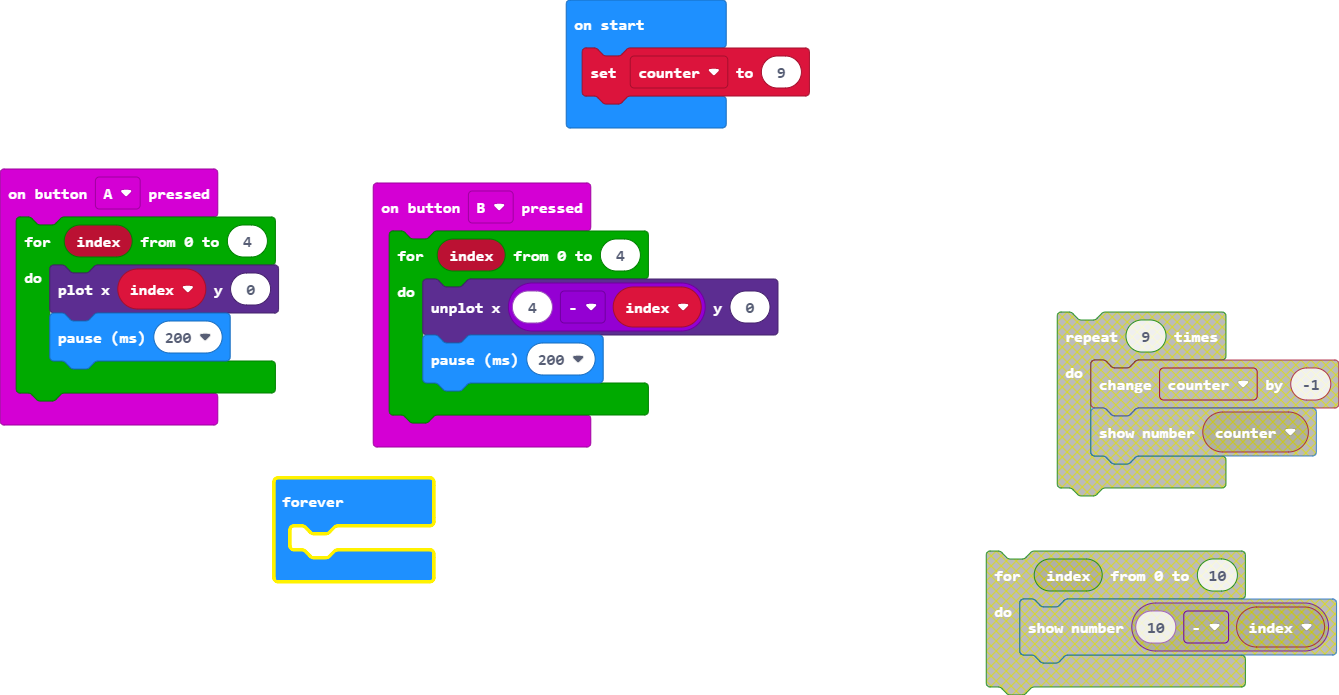 on start
set counter to 9
on button A pressed
for index from 0 to 4
do
plot x index y 0
pause (ms) 200
on button B pressed
for index from 0 to 4
do
unplot x 4 - index y 0
pause (ms) 200
forever
repeat 9 times
do
change counter by -1
show number counter
for index from 0 to 10
do
show number 10 - index